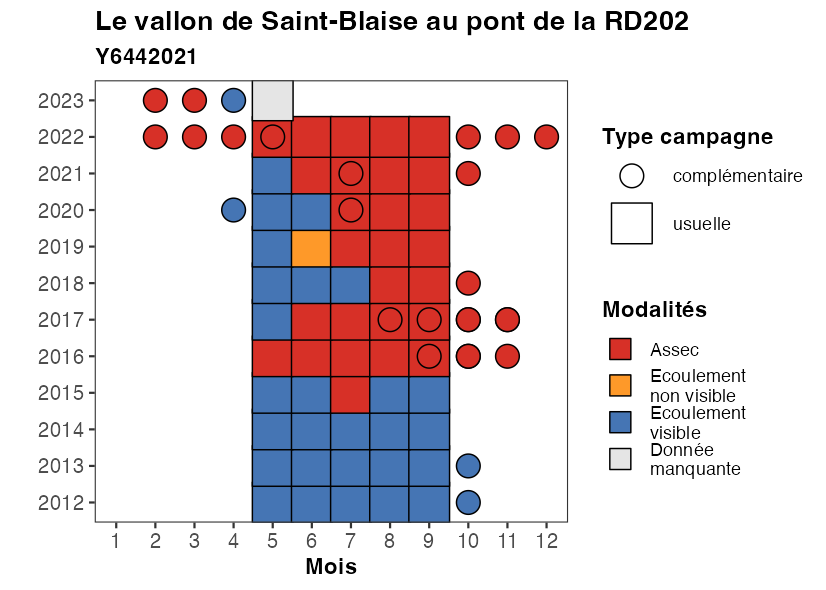 Le vallon de Saint-Blaise au pont de la RD202
Y6442021
2023
2022
2021
2020
2019
2018
2017
2016
2015
2014
2013
2012
1 2 3 4 5 6 7 8 9 10 11 12
Mois
Type campagne
complémentaire
usuelle
Modalités
Assec
Ecoulement
non visible
Ecoulement
visible
Donnée
manquante